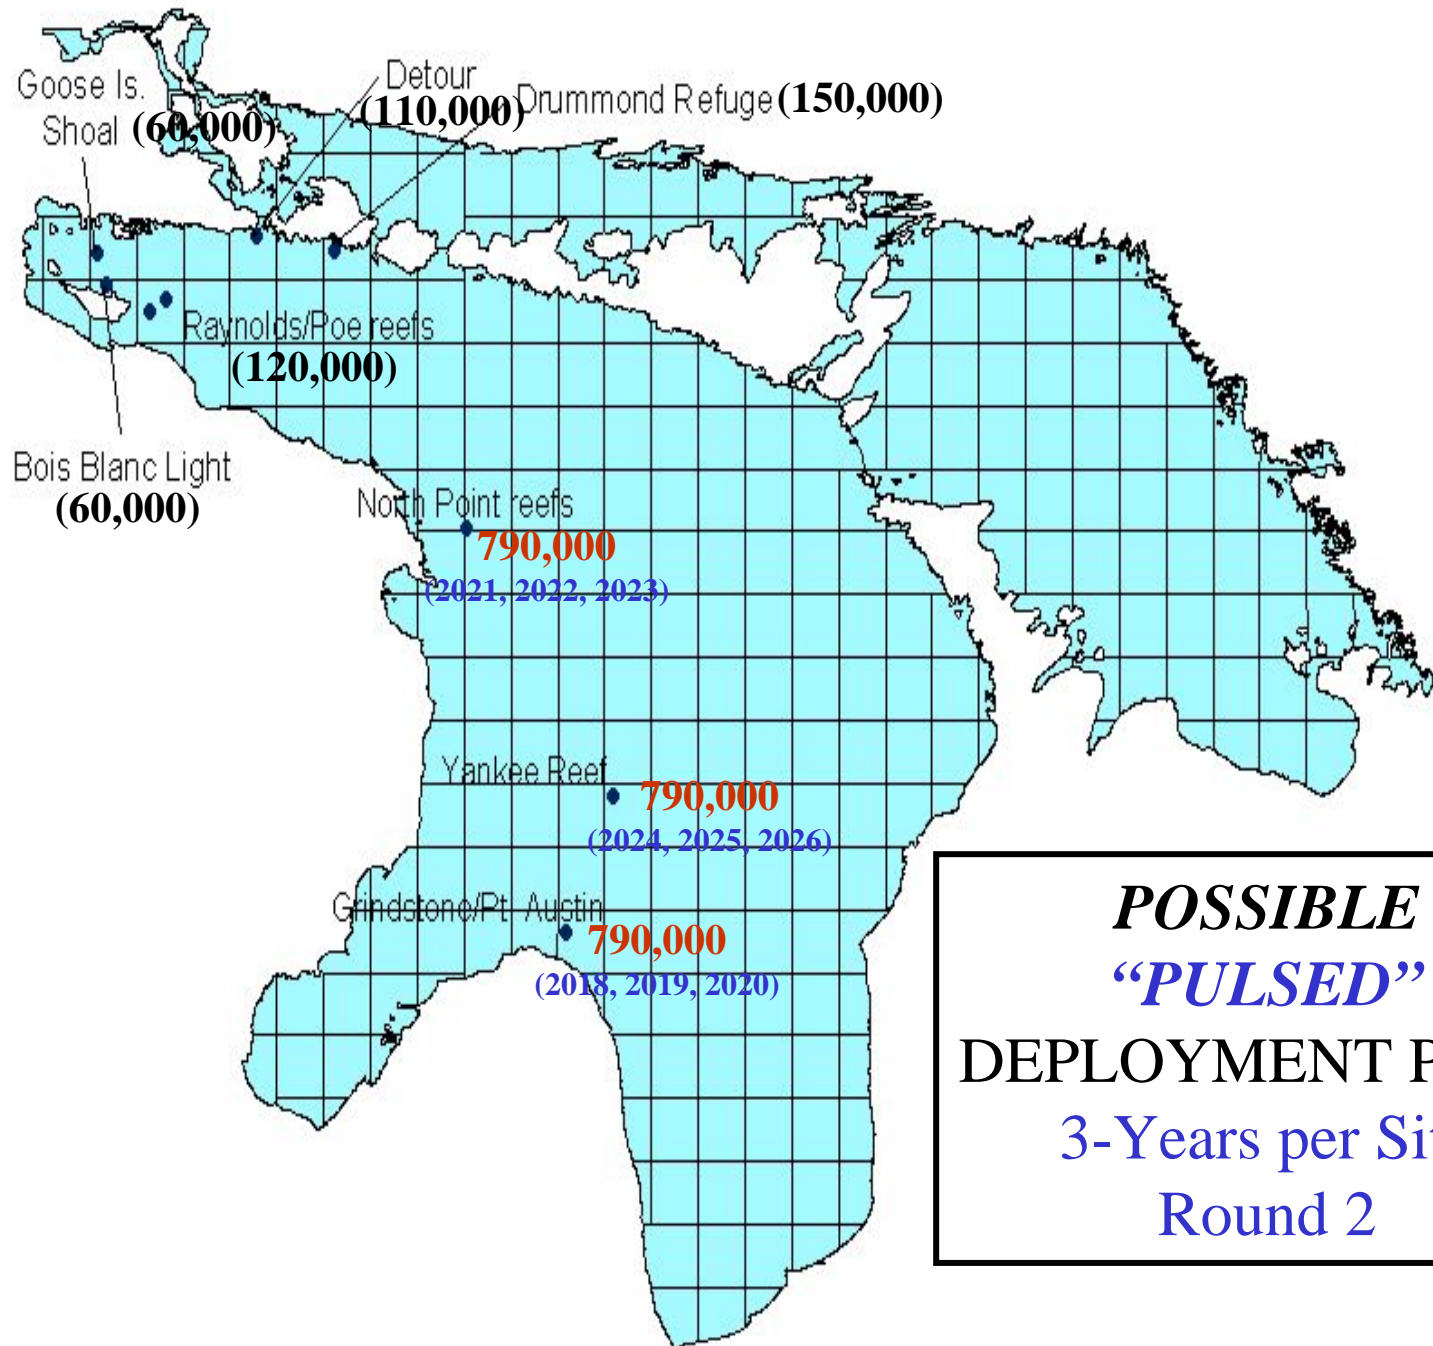 Goose Is.
Shoal (60,000)
Detour
(110,000)
Drummond Refuge (150,000)
Raynolds/Poe reefs
(120,000)
Bois Blanc Light
(60,000)
North Point reefs
790,000
(2021, 2022, 2023)
Yankee Reef
790,000
(2024, 2025, 2026)
Grindstone/Pt. Austin
790,000
(2018, 2019, 2020)
POSSIBLE
“PULSED”
DEPLOYMENT P
3-Years per Sit
Round 2